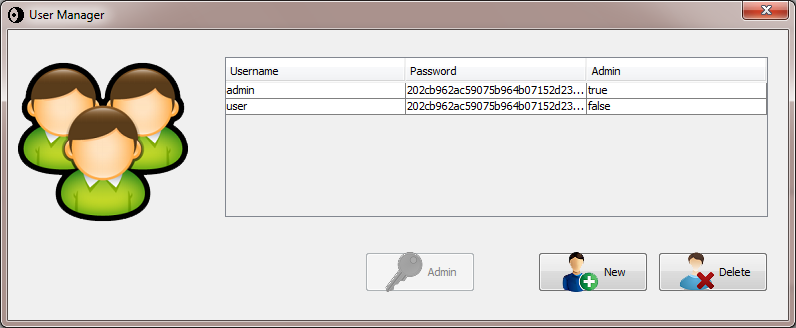 User Manager
Username Password Admin
admin 202cb962ac59075b964b07152d23... true
user 202cb962ac59075b964b07152d23... false
Admin New Delete